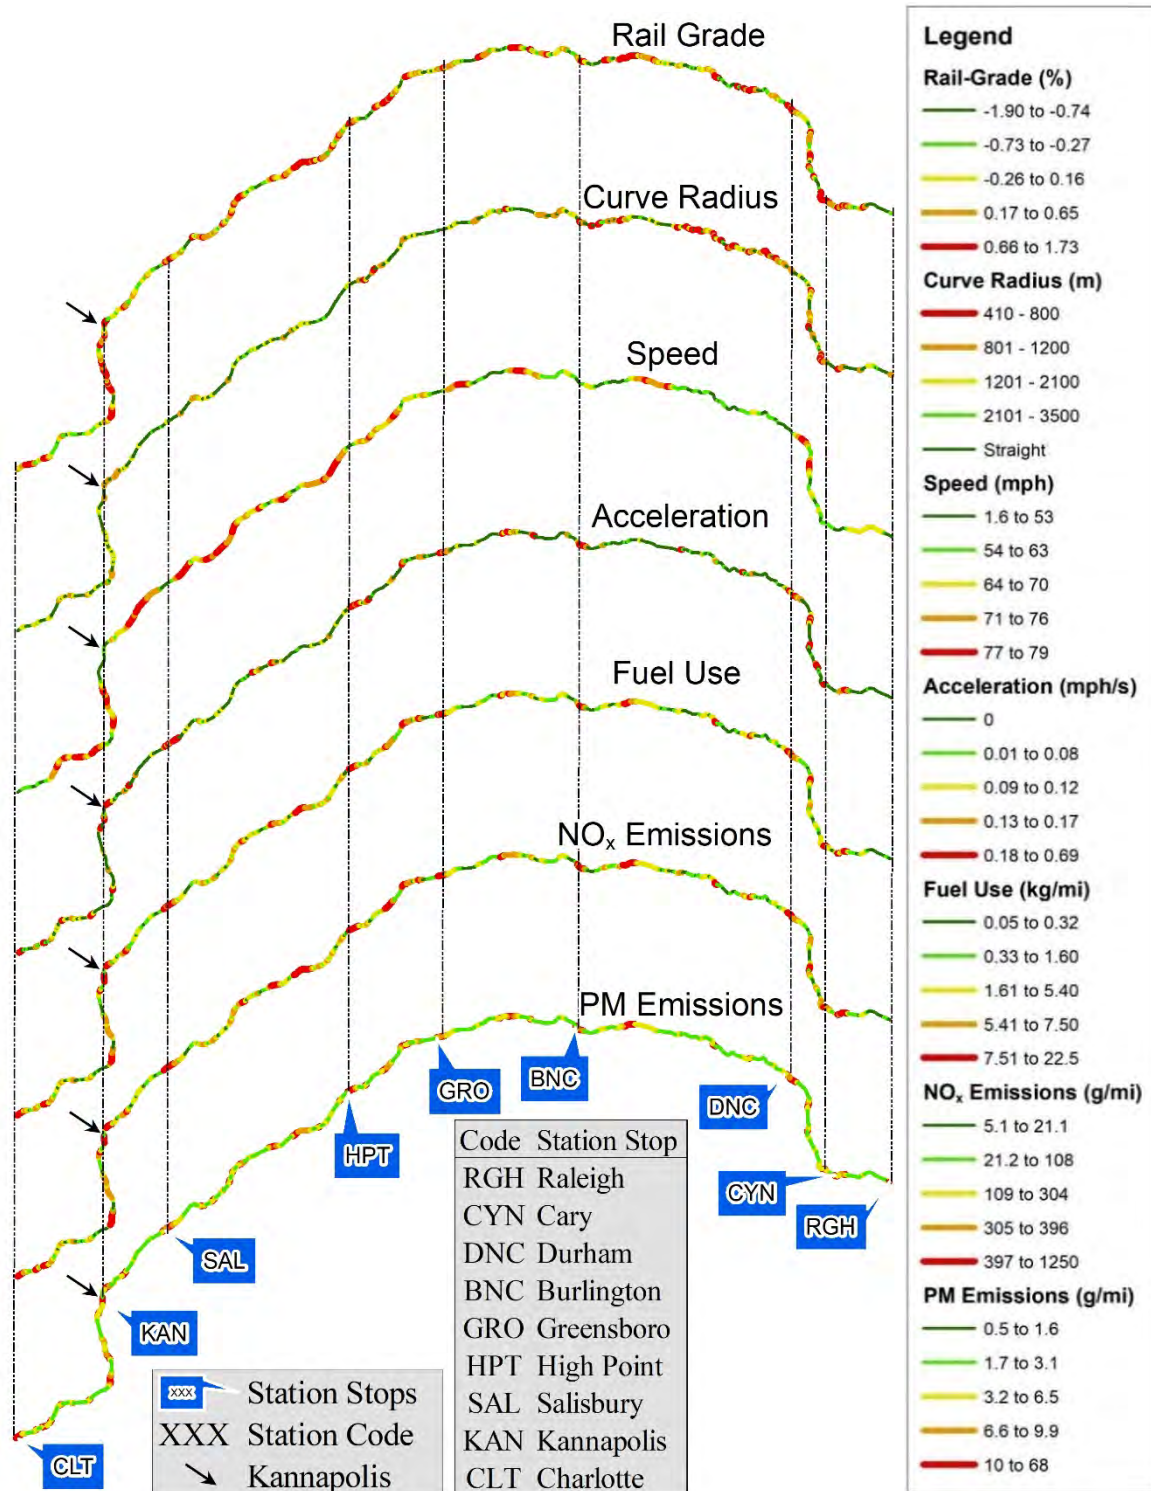 Rail Grade
Curve Radius
Speed
Acceleration
Fuel Use
NOₓ Emissions
PM Emissions
GRO
BNC
DNC
HPT
CYN
RGH
SAL
KAN
CLT
xxx Station Stops
XXX Station Code
Kannapolis
Code Station Stop
RGH Raleigh
CYN Cary
DNC Durham
BNC Burlington
GRO Greensboro
HPT High Point
SAL Salisbury
KAN Kannapolis
CLT Charlotte
Legend
Rail-Grade (%)
-1.90 to -0.74
-0.73 to -0.27
-0.26 to 0.16
0.17 to 0.65
0.66 to 1.73
Curve Radius (m)
410 - 800
801 - 1200
1201 - 2100
2101 - 3500
Straight
Speed (mph)
1.6 to 53
54 to 63
64 to 70
71 to 76
77 to 79
Acceleration (mph/s)
0
0.01 to 0.08
0.09 to 0.12
0.13 to 0.17
0.18 to 0.69
Fuel Use (kg/mi)
0.05 to 0.32
0.33 to 1.60
1.61 to 5.40
5.41 to 7.50
7.51 to 22.5
NOₓ Emissions (g/mi)
5.1 to 21.1
21.2 to 108
109 to 304
305 to 396
397 to 1250
PM Emissions (g/mi)
0.5 to 1.6
1.7 to 3.1
3.2 to 6.5
6.6 to 9.9
10 to 68